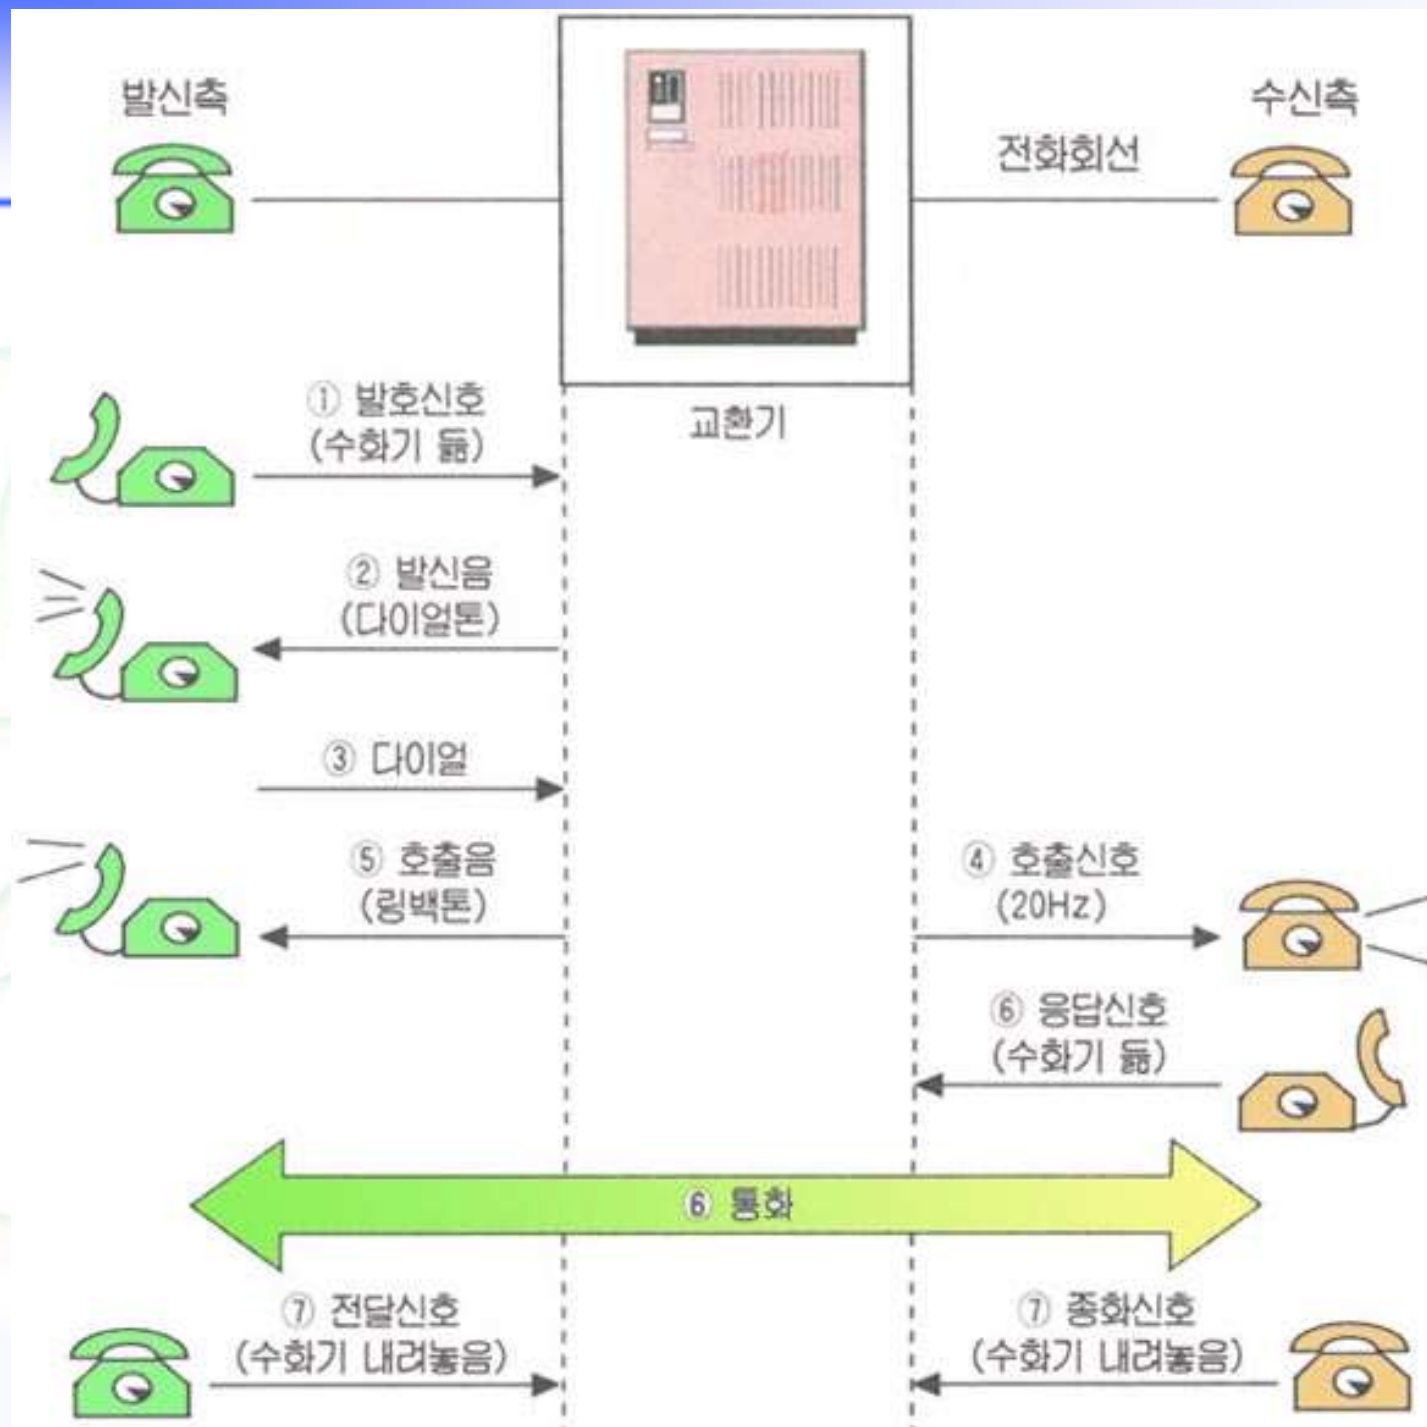 발신측
수신측
전화회선
교환기
① 발호신호
(수화기 듦)
② 발신음
(다이얼톤)
③ 다이얼
⑤ 호출음
(링백톤)
④ 호출신호
(20Hz)
⑥ 응답신호
(수화기 듦)
⑥ 통화
⑦ 전달신호
(수화기 내려놓음)
⑦ 종화신호
(수화기 내려놓음)